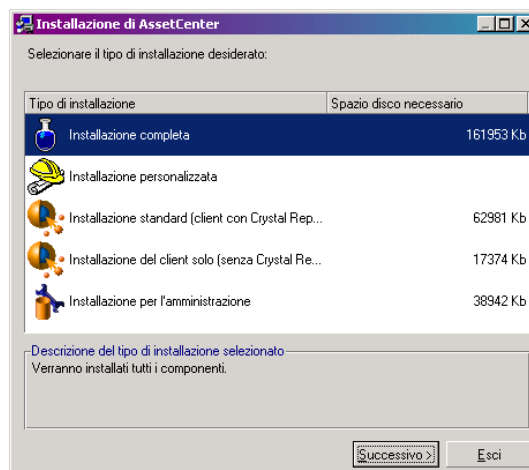 Installazione di AssetCenter
Selezionare il tipo di installazione desiderato:
Tipo di installazione Spazio disco necessario
Installazione completa 161953 Kb
Installazione personalizzata
Installazione standard (client con Crystal Rep... 62981 Kb
Installazione del client solo (senza Crystal Re... 17374 Kb
Installazione per l'amministrazione 38942 Kb
Descrizione del tipo di installazione selezionato
Verranno installati tutti i componenti.
Successivo > Esci